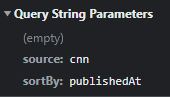 Query String Parameters
(empty)
source: cnn
sortBy: publishedAt